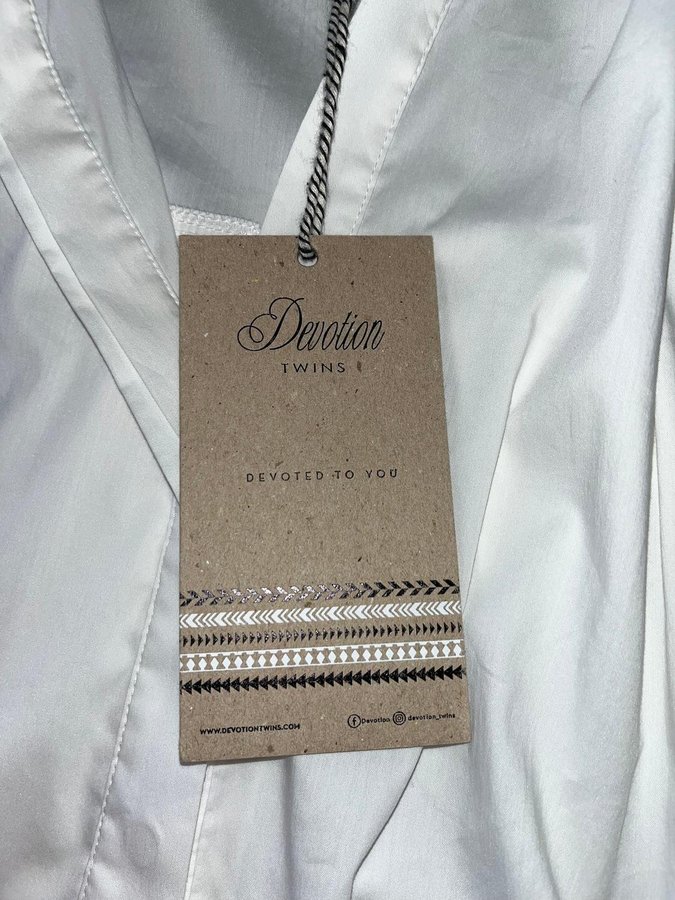 Devotion
TWINS
DEVOTED TO YOU
WWW.DEVOTIONTWINS.COM Devotion devotion_twins